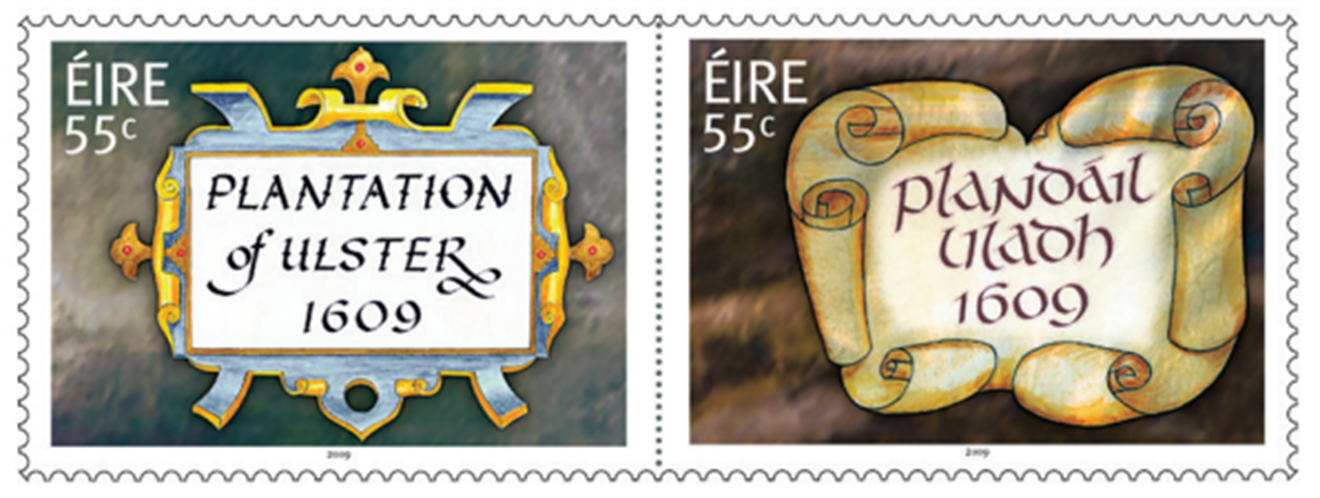 ÉIRE
55c
PLANTATION
of ULSTER
1609
2009
ÉIRE
55c
plandáil
uladh
1609
2009